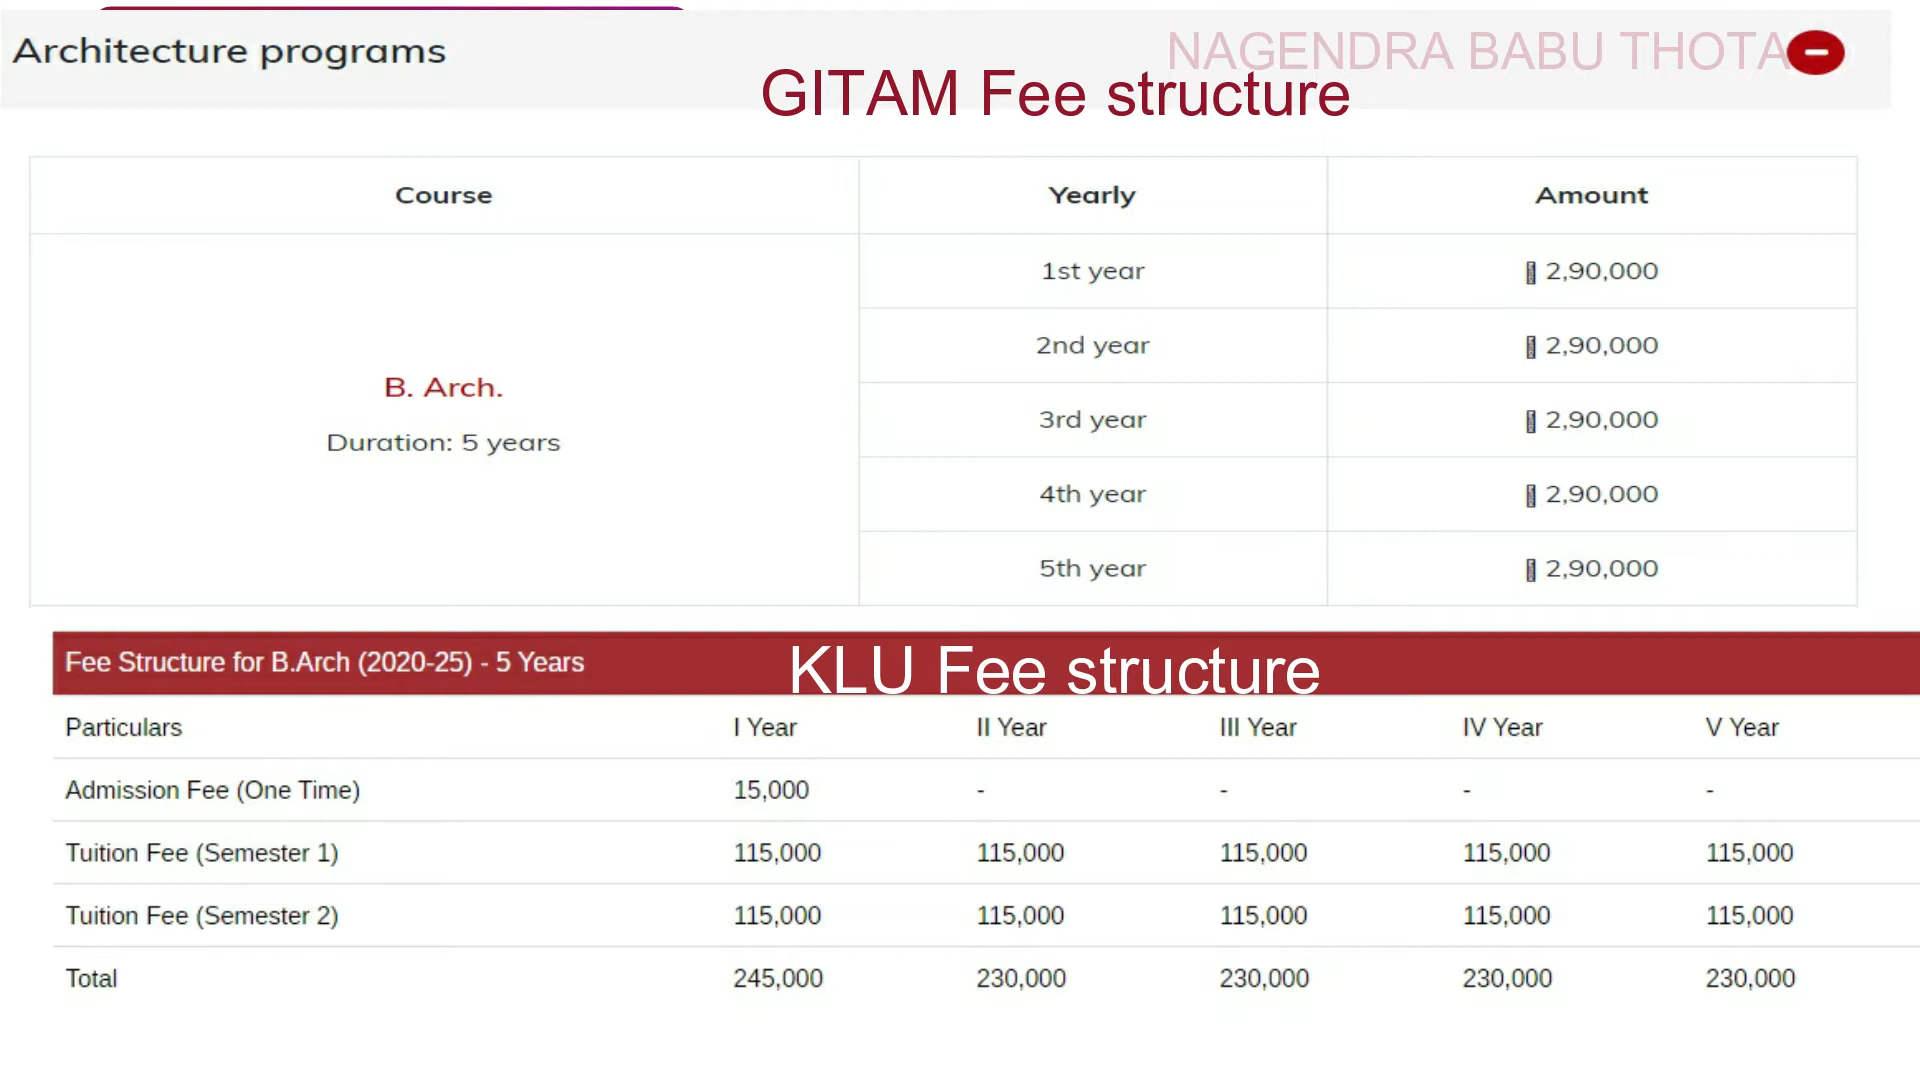 Architecture programs
NAGENDRA BABU THOTA
GITAM Fee structure
Course Yearly Amount
1st year 2,90,000
2nd year 2,90,000
B. Arch.
3rd year 2,90,000
Duration: 5 years
4th year 2,90,000
5th year 2,90,000
Fee Structure for B.Arch (2020-25) - 5 Years
KLU Fee structure
Particulars I Year II Year III Year IV Year V Year
Admission Fee (One Time) 15,000 - - - -
Tuition Fee (Semester 1) 115,000 115,000 115,000 115,000 115,000
Tuition Fee (Semester 2) 115,000 115,000 115,000 115,000 115,000
Total 245,000 230,000 230,000 230,000 230,000